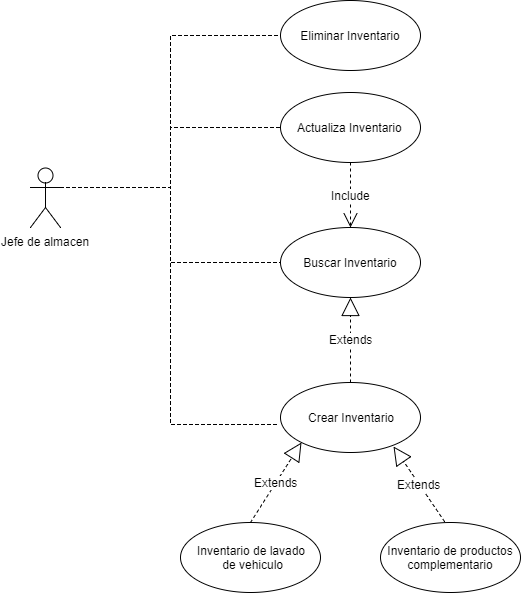 Eliminar Inventario
Actualiza Inventario
Include
Jefe de almacen
Buscar Inventario
Extends
Crear Inventario
Extends
Extends
Inventario de lavado
de vehiculo
Inventario de productos
complementario